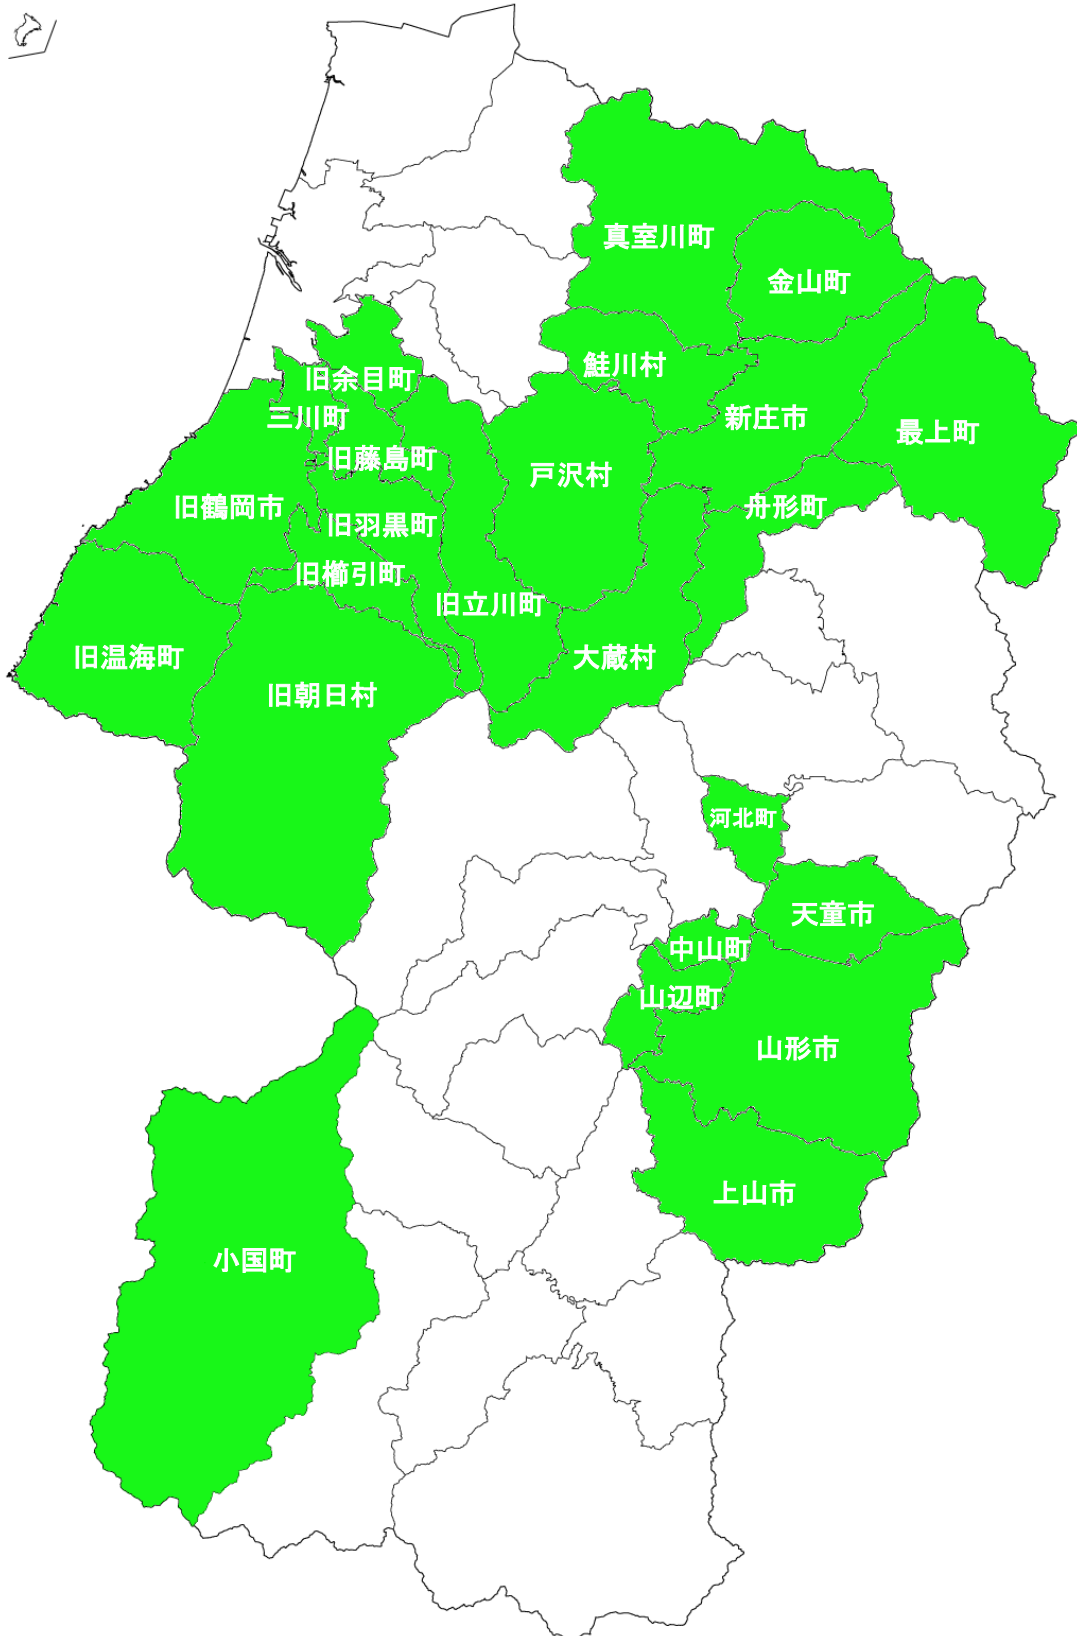 真室川町
金山町
鮭川村
旧余目町
三川町
新庄市
最上町
旧藤島町
戸沢村
旧鶴岡市
舟形町
旧羽黒町
旧櫛引町
旧立川町
旧温海町
大蔵村
旧朝日村
河北町
天童市
中山町
山辺町
山形市
上山市
小国町